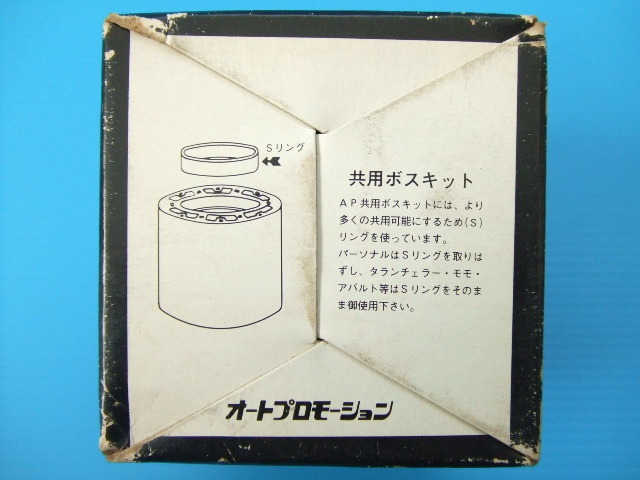 Sリング
共用ボスキット
AP共用ボスキットには、より
多くの共用可能にするため(S)
リングを使っています。
パーソナルはSリングを取りは
ずし、タランチェラー・モモ・
アバルト等はSリングをそのま
ま御使用下さい。
オートプロモーション